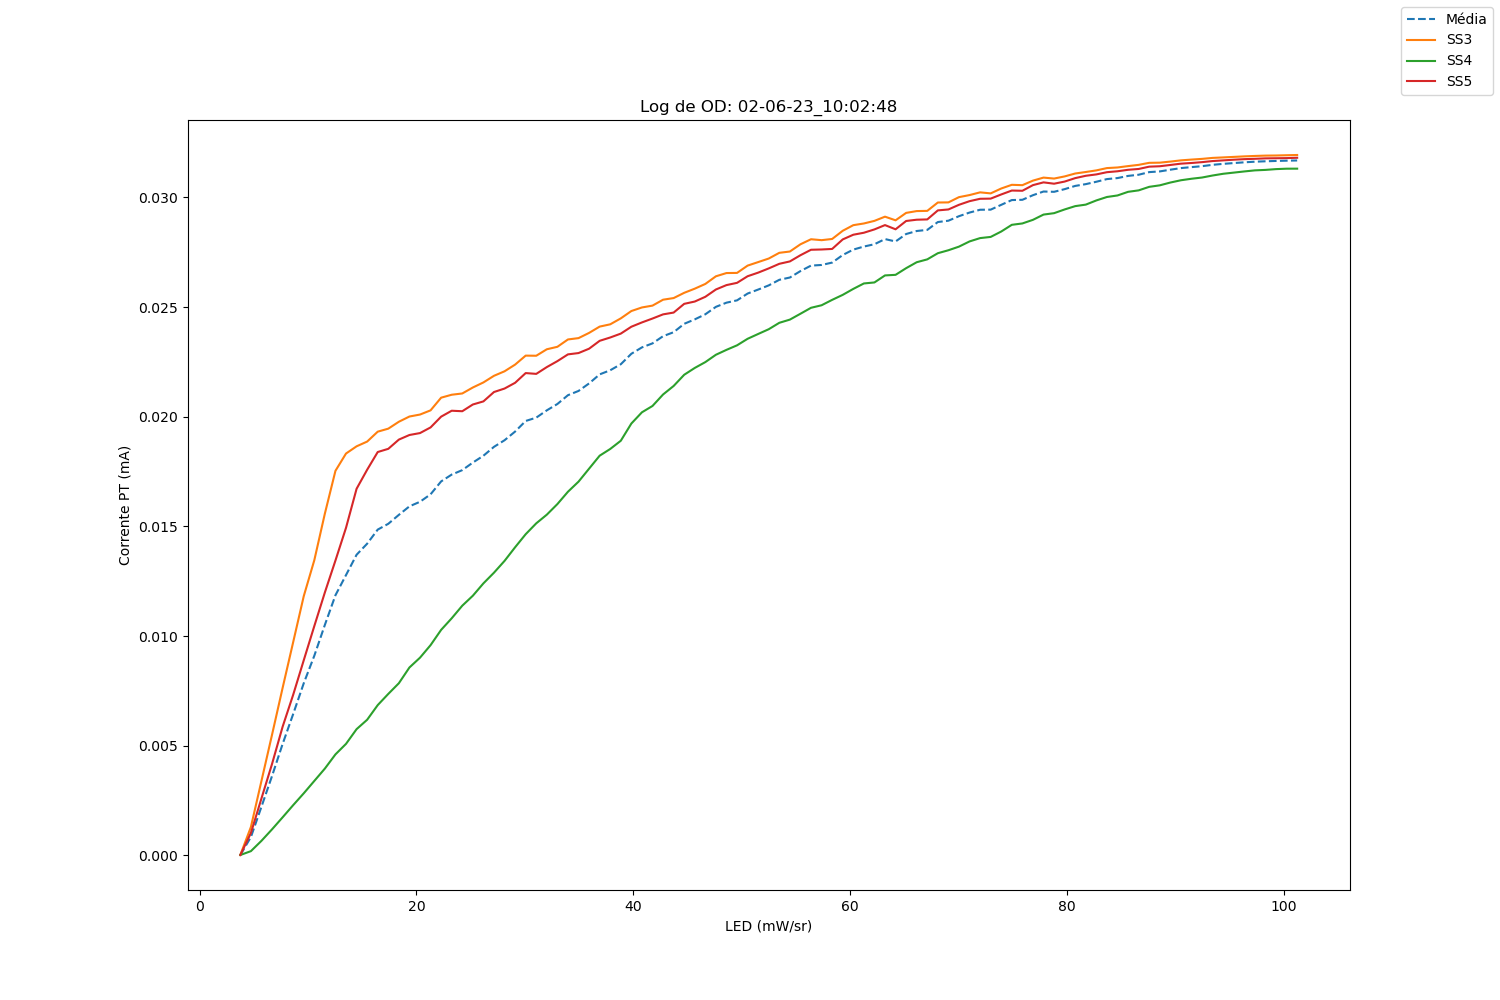 Média
SS3
SS4
SS5
Log de OD: 02-06-23_10:02:48
0.030
0.025
0.020
0.015
0.010
0.005
0.000
Corrente PT (mA)
0 20 40 60 80 100
LED (mW/sr)